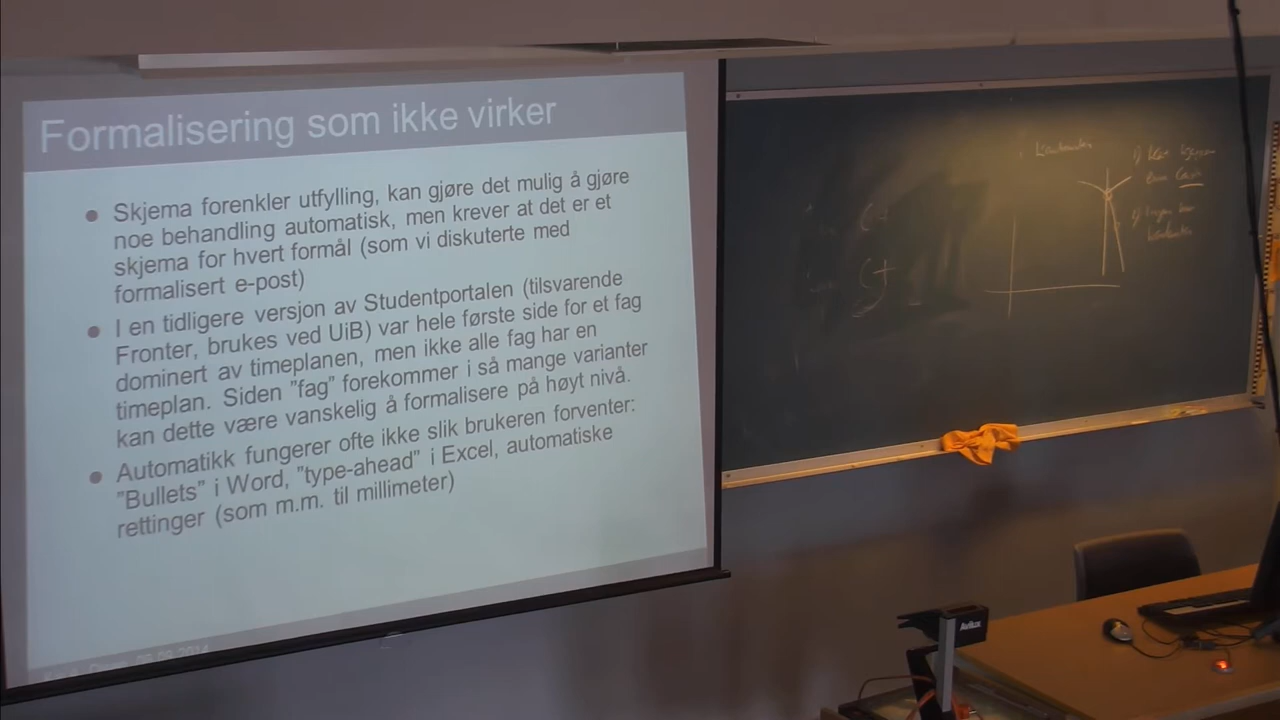 Formalisering som ikke virker
● Skjema forenkler utfylling, kan gjøre det mulig å gjøre
noe behandling automatisk, men krever at det er et
skjema for hvert formål (som vi diskuterte med
formalisert e-post)
● I en tidligere versjon av Studentportalen (tilsvarende
Fronter, brukes ved UiB) var hele første side for et fag
dominert av timeplanen, men ikke alle fag har en
timeplan. Siden "fag" forekommer i så mange varianter
kan dette være vanskelig å formalisere på høyt nivå.
● Automatikk fungerer ofte ikke slik brukeren forventer:
"Bullets" i Word, "type-ahead" i Excel, automatiske
rettinger (som m.m. til millimeter)
2014
Avilux